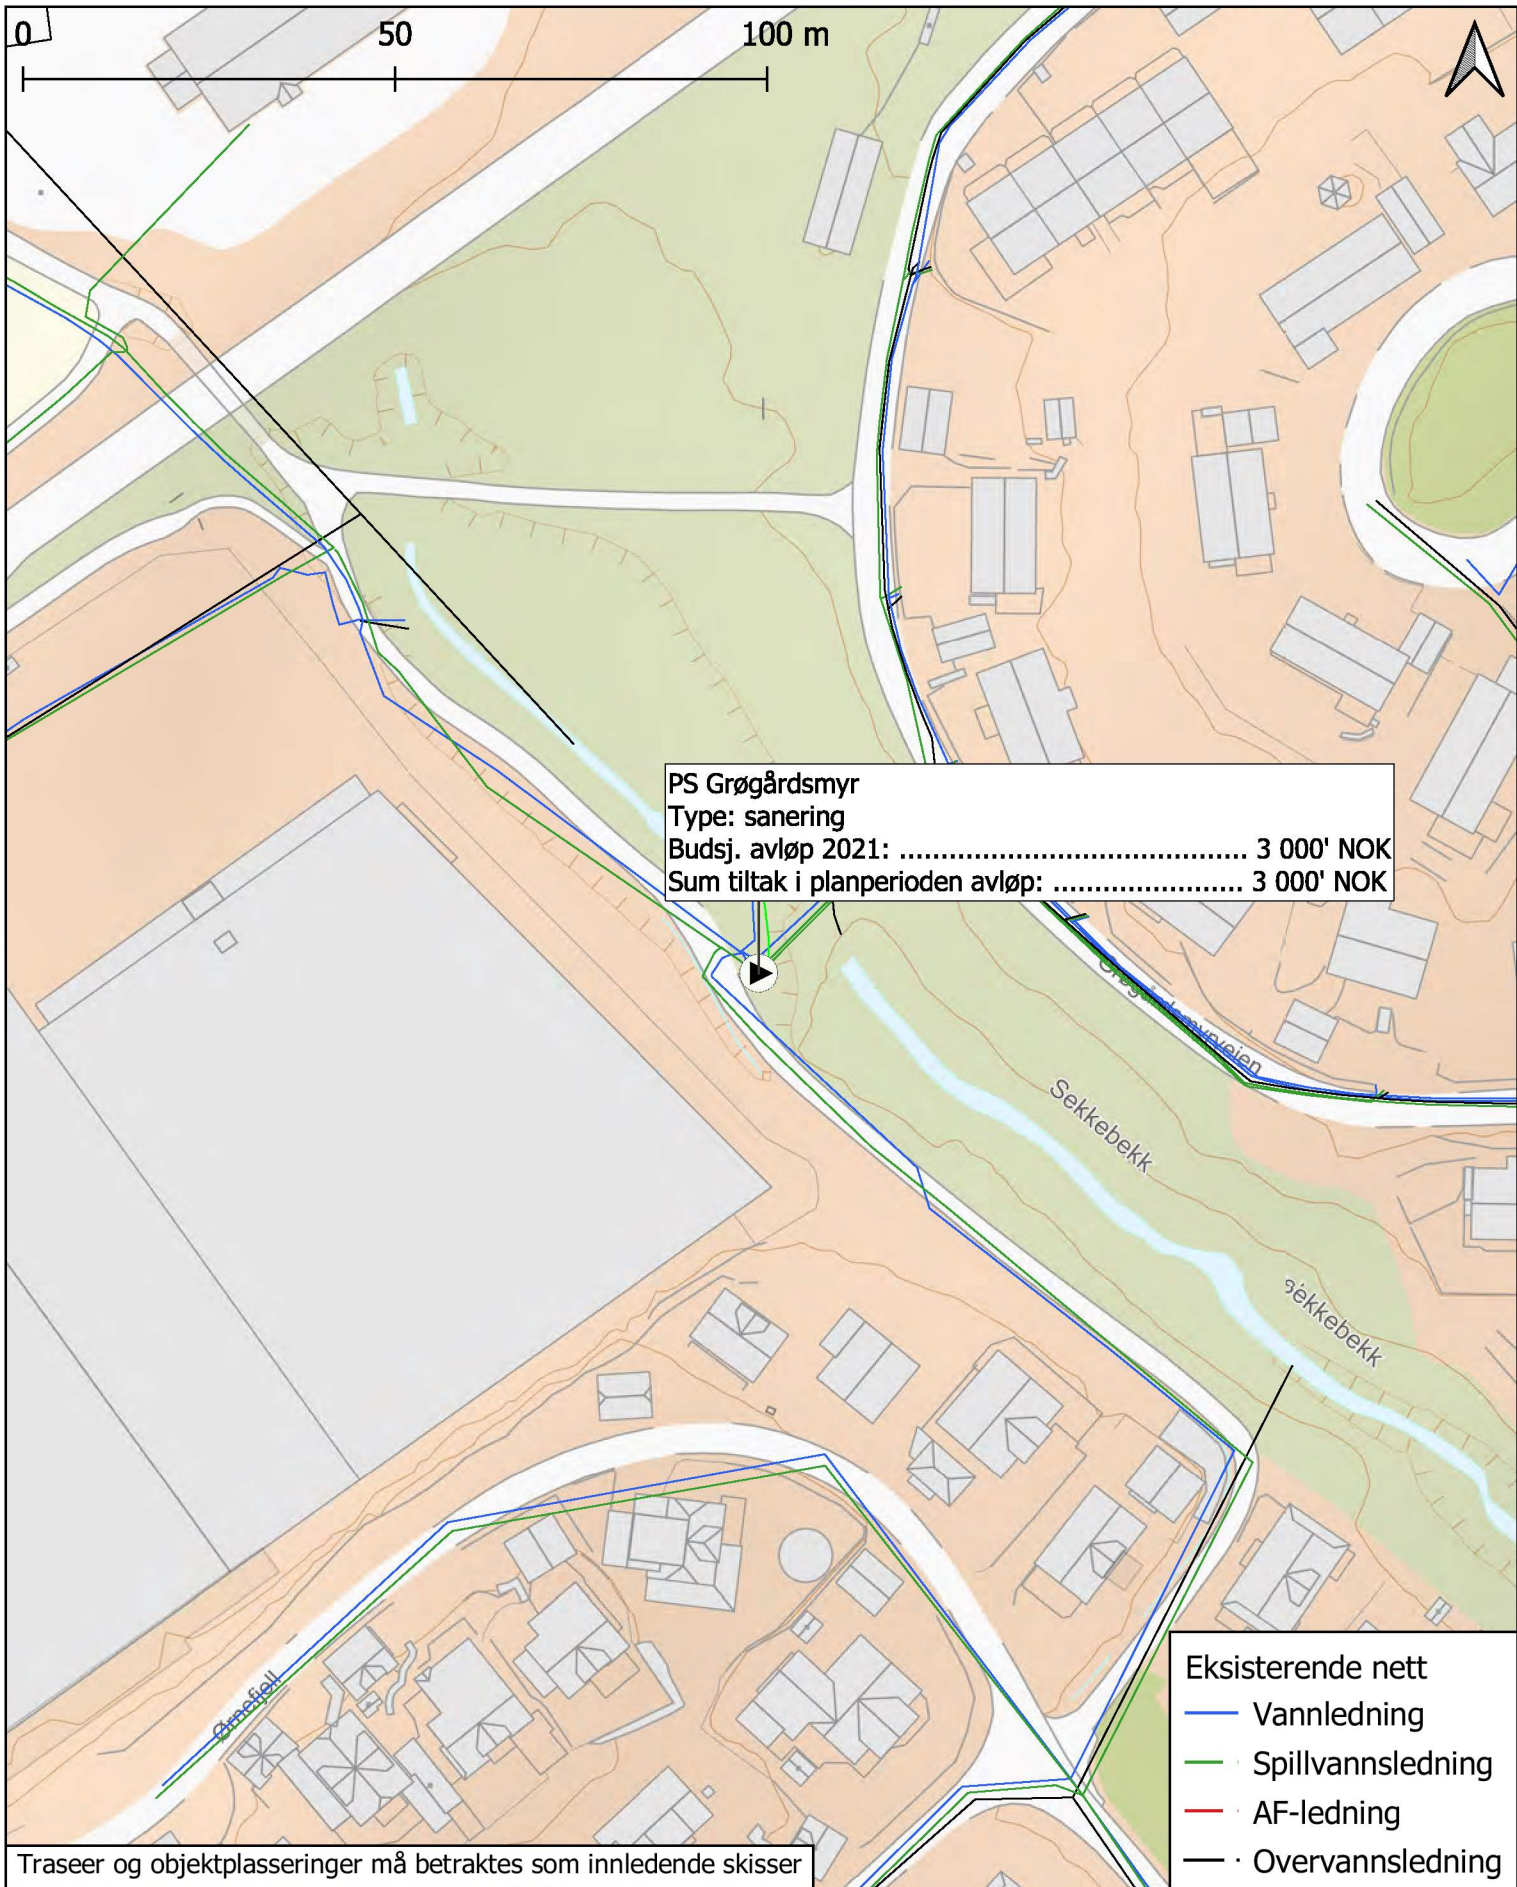 0 50 100 m
PS Grøgårdsmyr
Type: sanering
Budsj. avløp 2021: .......................................... 3 000' NOK
Sum tiltak i planperioden avløp: ....................... 3 000' NOK
Grøgårdsmyrveien
Sekkebekk
Sekkebekk
Ørnefjell
Eksisterende nett
Vannledning
Spillvannsledning
AF-ledning
Overvannsledning
Traseer og objektplasseringer må betraktes som innledende skisser